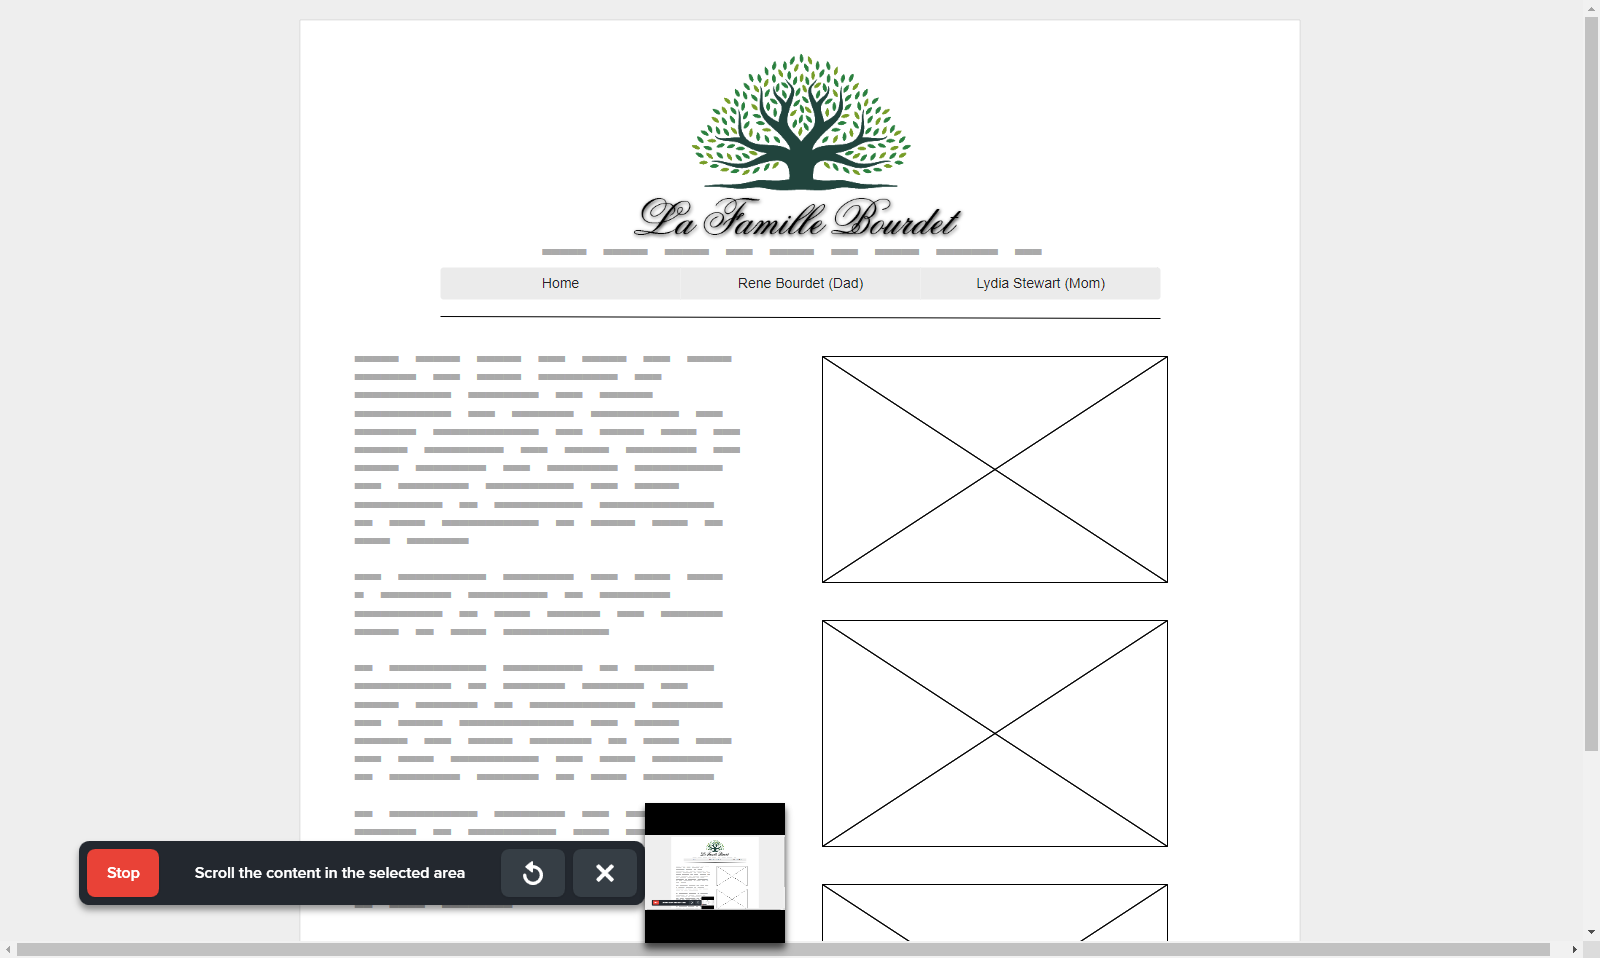 La Famille Bourdet
Home Rene Bourdet (Dad) Lydia Stewart (Mom)
Stop Scroll the content in the selected area